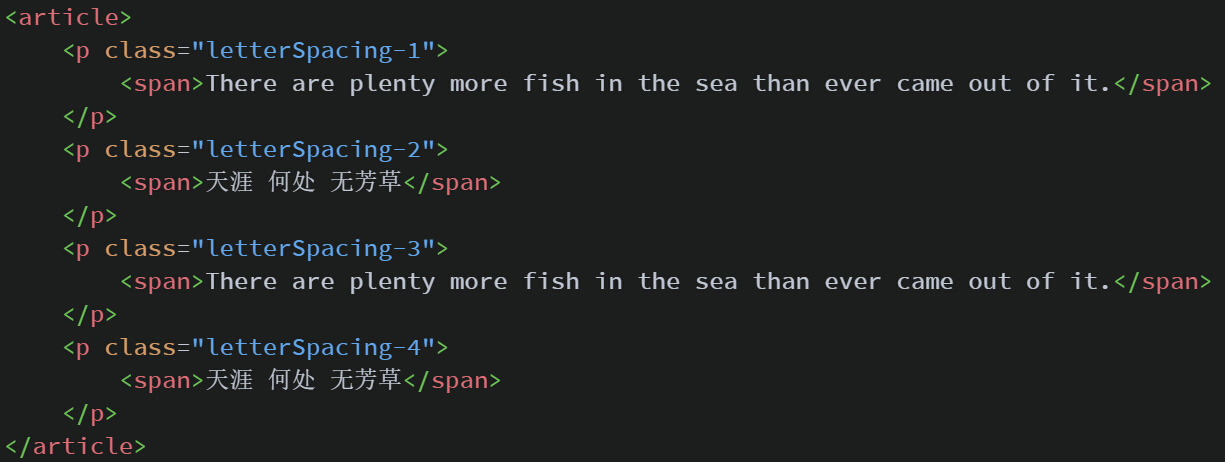 <article>
    <p class="letterSpacing-1">
        <span>There are plenty more fish in the sea than ever came out of it.</span>
    </p>
    <p class="letterSpacing-2">
        <span>天涯 何处 无芳草</span>
    </p>
    <p class="letterSpacing-3">
        <span>There are plenty more fish in the sea than ever came out of it.</span>
    </p>
    <p class="letterSpacing-4">
        <span>天涯 何处 无芳草</span>
    </p>
</article>